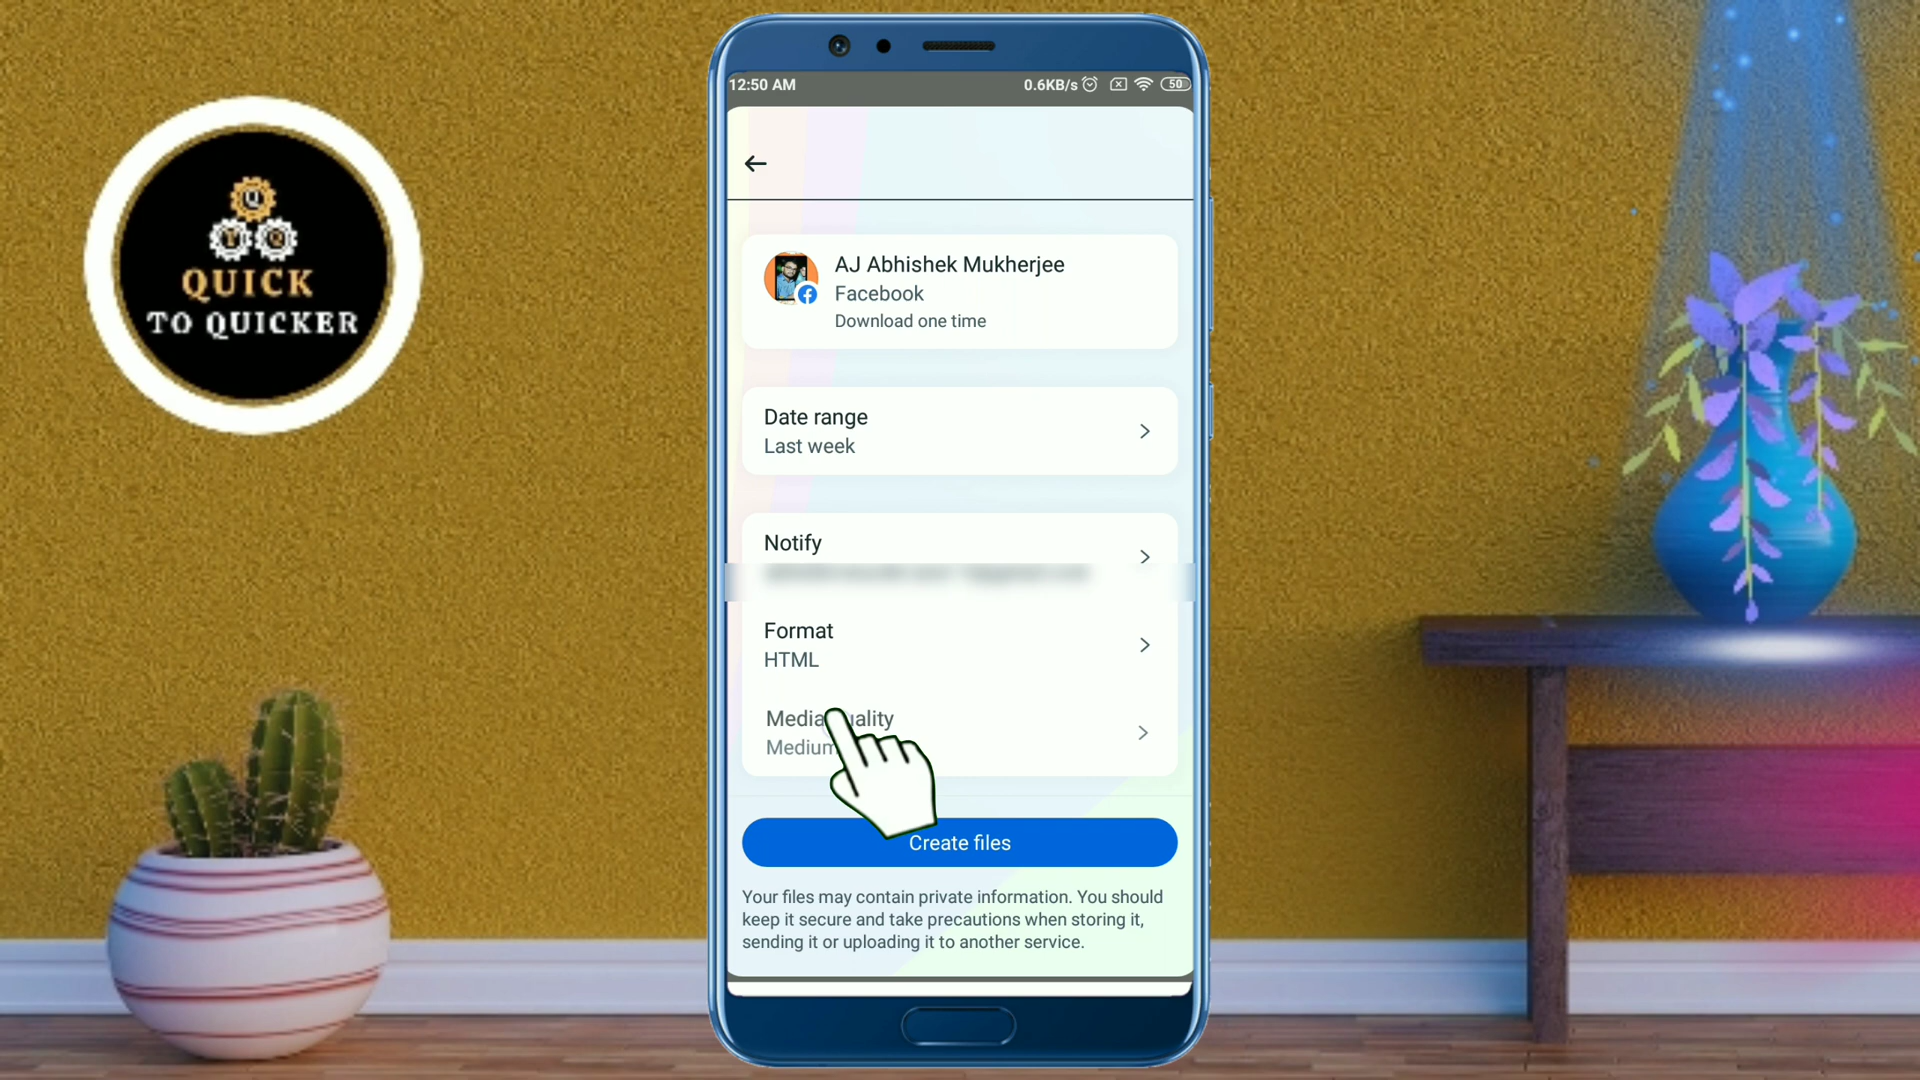 Q
T Q
QUICK
TO QUICKER
12:50 AM
0.6KB/s
50
AJ Abhishek Mukherjee
Facebook
Download one time
Date range
Last week
Notify
Format
HTML
Media
ality
Medium
Create files
Your files may contain private information. You should
keep it secure and take precautions when storing it,
sending it or uploading it to another service.